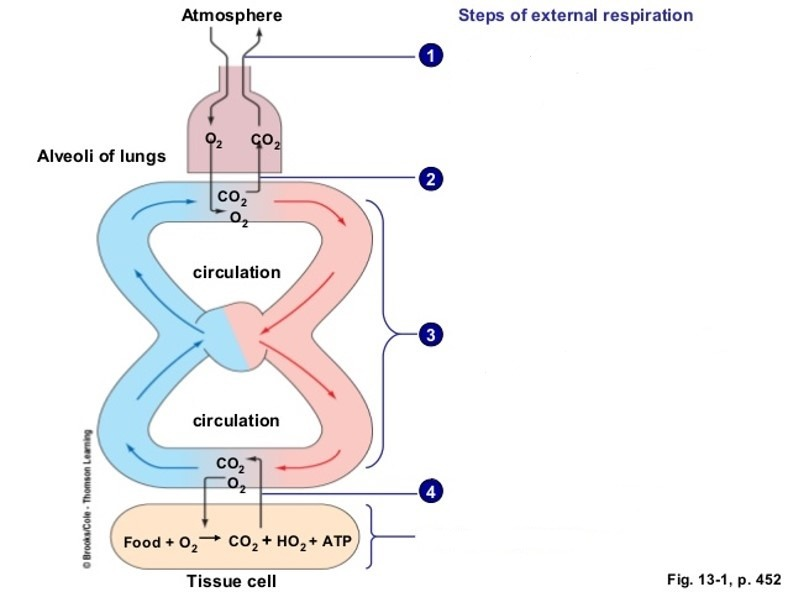 Atmosphere
Steps of external respiration
1
O2
CO2
Alveoli of lungs
2
CO2
O2
circulation
3
circulation
CO2
O2
4
Food + O2 → CO2 + HO2 + ATP
Tissue cell
© Brooks/Cole - Thomson Learning
Fig. 13-1, p. 452